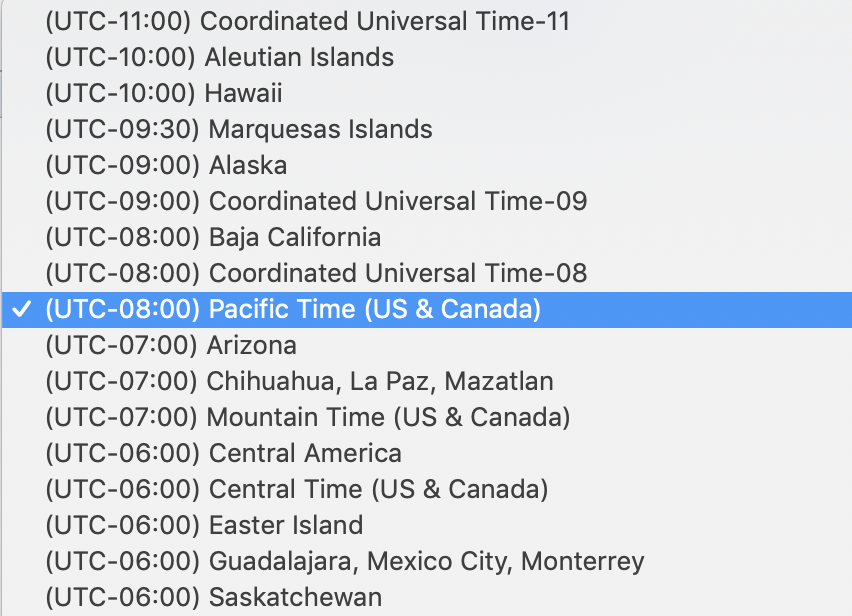 (UTC-11:00) Coordinated Universal Time-11
(UTC-10:00) Aleutian Islands
(UTC-10:00) Hawaii
(UTC-09:30) Marquesas Islands
(UTC-09:00) Alaska
(UTC-09:00) Coordinated Universal Time-09
(UTC-08:00) Baja California
(UTC-08:00) Coordinated Universal Time-08
✓ (UTC-08:00) Pacific Time (US & Canada)
(UTC-07:00) Arizona
(UTC-07:00) Chihuahua, La Paz, Mazatlan
(UTC-07:00) Mountain Time (US & Canada)
(UTC-06:00) Central America
(UTC-06:00) Central Time (US & Canada)
(UTC-06:00) Easter Island
(UTC-06:00) Guadalajara, Mexico City, Monterrey
(UTC-06:00) Saskatchewan